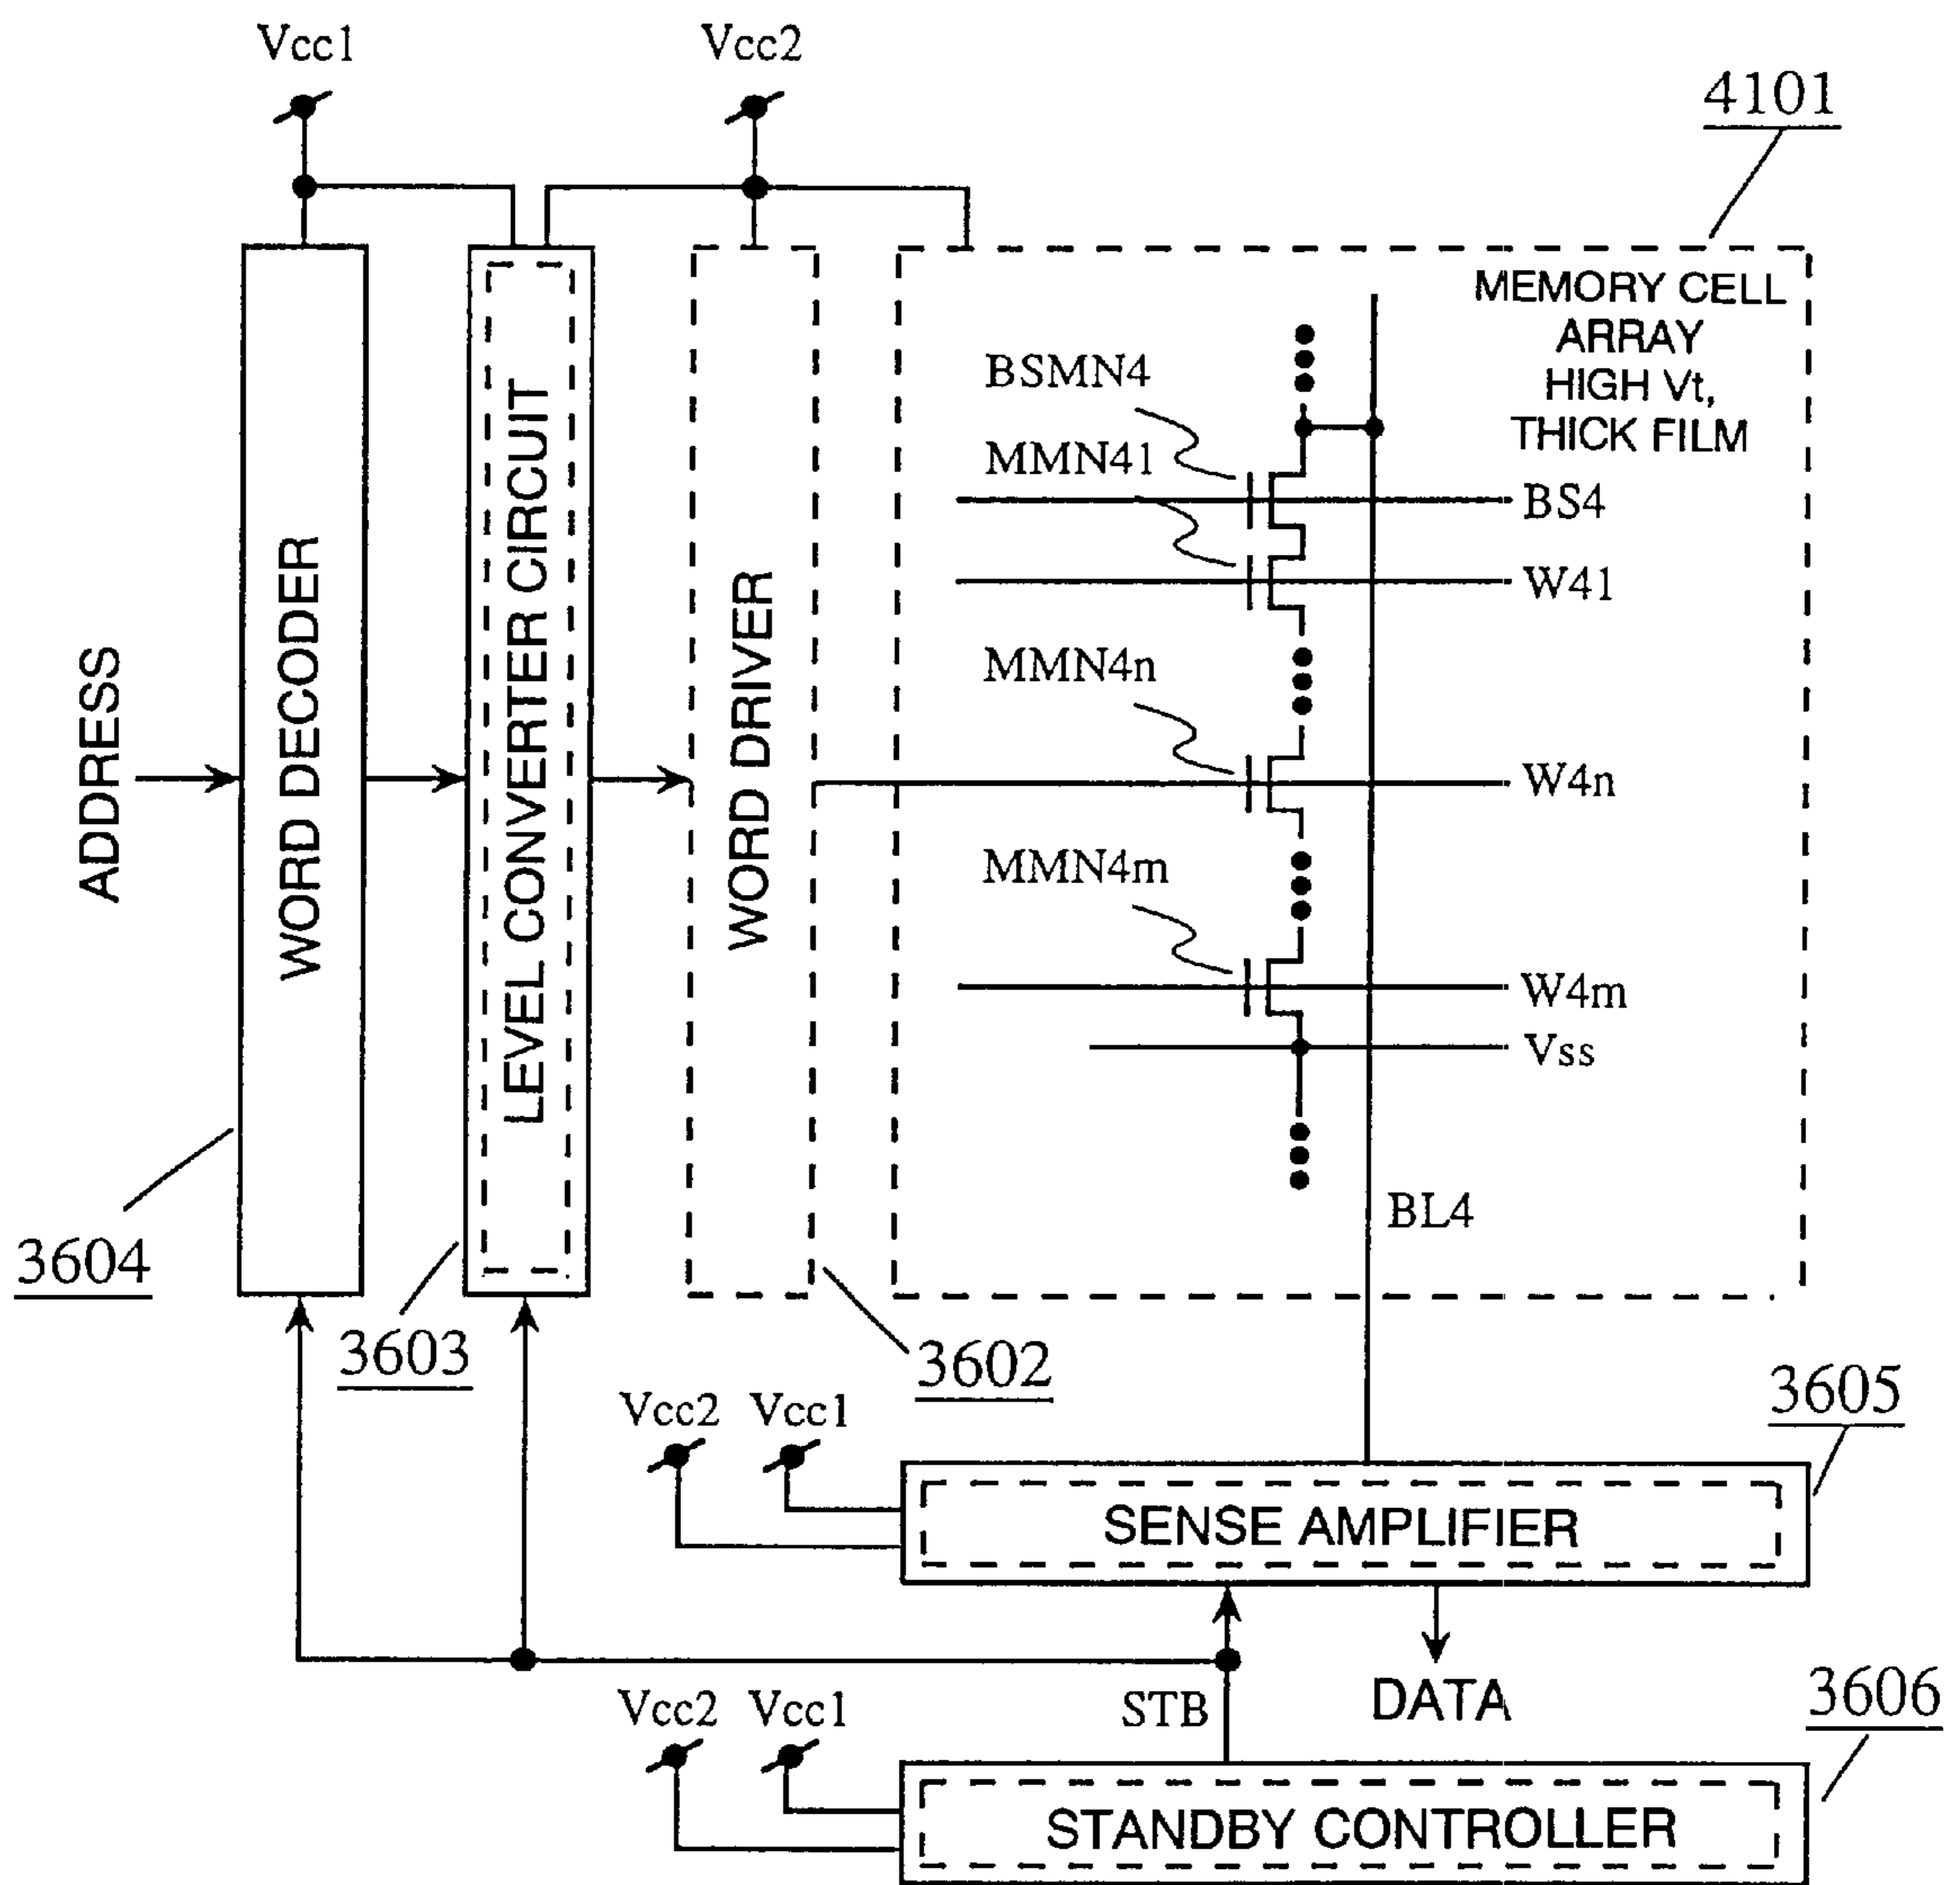 Vcc1
Vcc2
4101
MEMORY CELL
ARRAY
HIGH Vt,
THICK FILM
BSMN4
MMN41
BS4
W41
MMN4n
W4n
MMN4m
W4m
Vss
BL4
ADDRESS
WORD DECODER
LEVEL CONVERTER CIRCUIT
WORD DRIVER
3604
3603
3602
3605
Vcc2
Vcc1
SENSE AMPLIFIER
STB
DATA
3606
Vcc2
Vcc1
STANDBY CONTROLLER